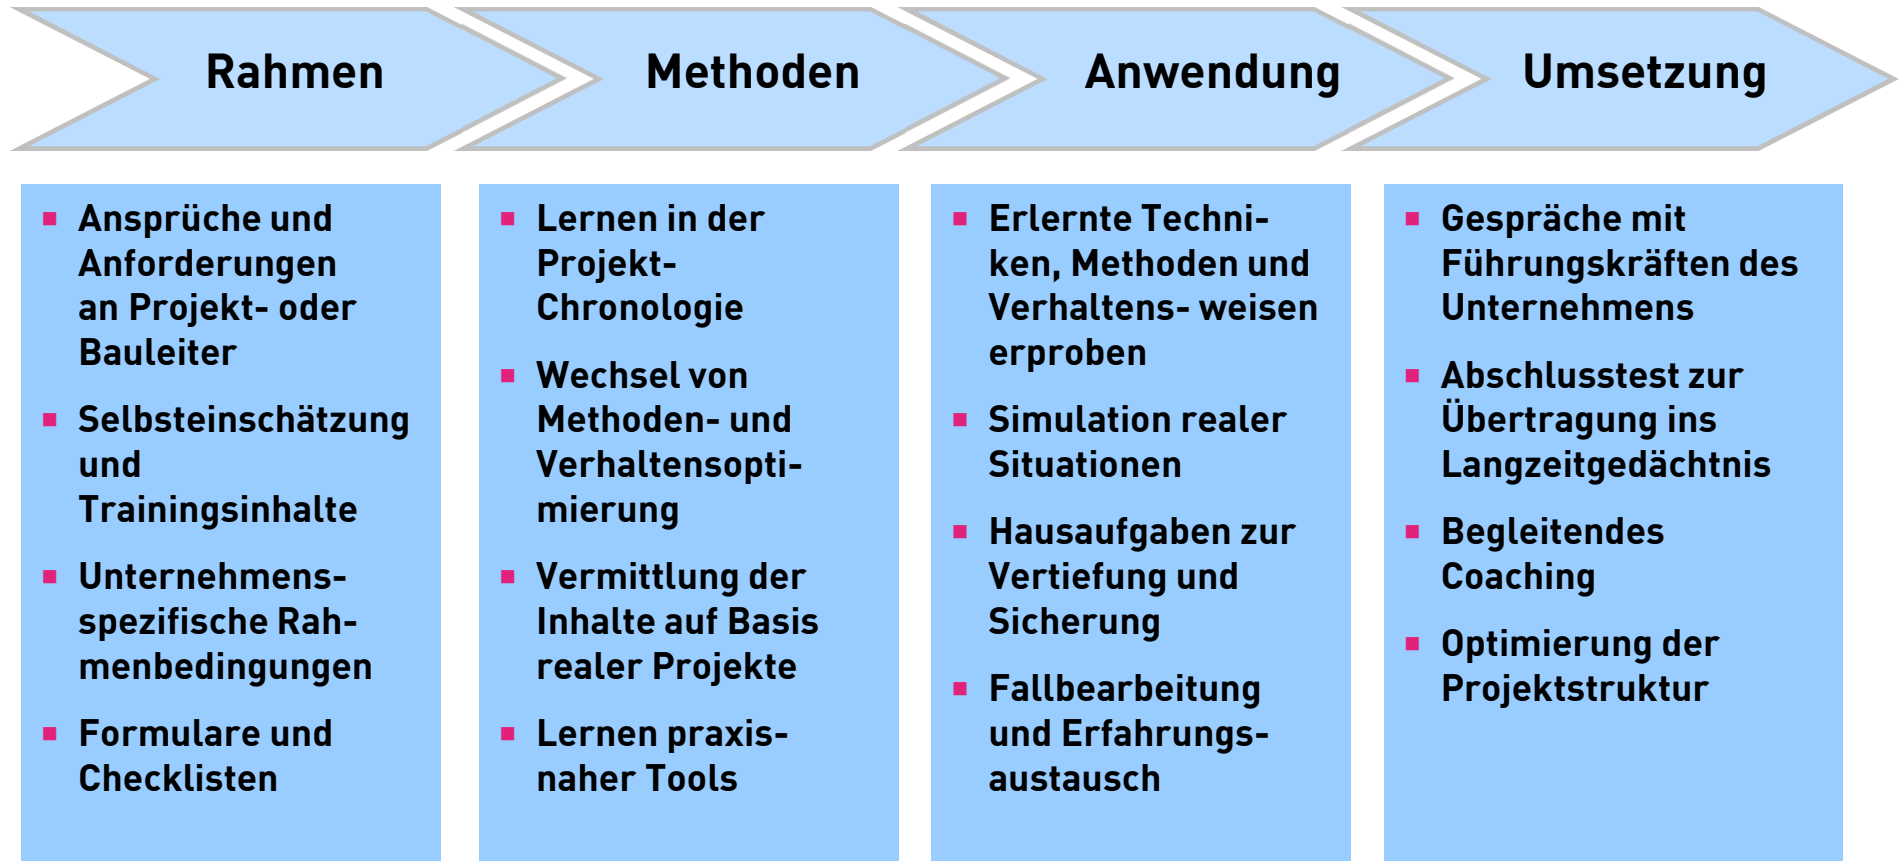 Rahmen
Methoden
Anwendung
Umsetzung
Ansprüche und
Anforderungen
an Projekt- oder
Bauleiter
Selbsteinschätzung
und
Trainingsinhalte
Unternehmens-
spezifische Rah-
menbedingungen
Formulare und
Checklisten
Lernen in der
Projekt-
Chronologie
Wechsel von
Methoden- und
Verhaltensopti-
mierung
Vermittlung der
Inhalte auf Basis
realer Projekte
Lernen praxis-
naher Tools
Erlernte Techni-
ken, Methoden und
Verhaltens- weisen
erproben
Simulation realer
Situationen
Hausaufgaben zur
Vertiefung und
Sicherung
Fallbearbeitung
und Erfahrungs-
austausch
Gespräche mit
Führungskräften des
Unternehmens
Abschlusstest zur
Übertragung ins
Langzeitgedächtnis
Begleitendes
Coaching
Optimierung der
Projektstruktur